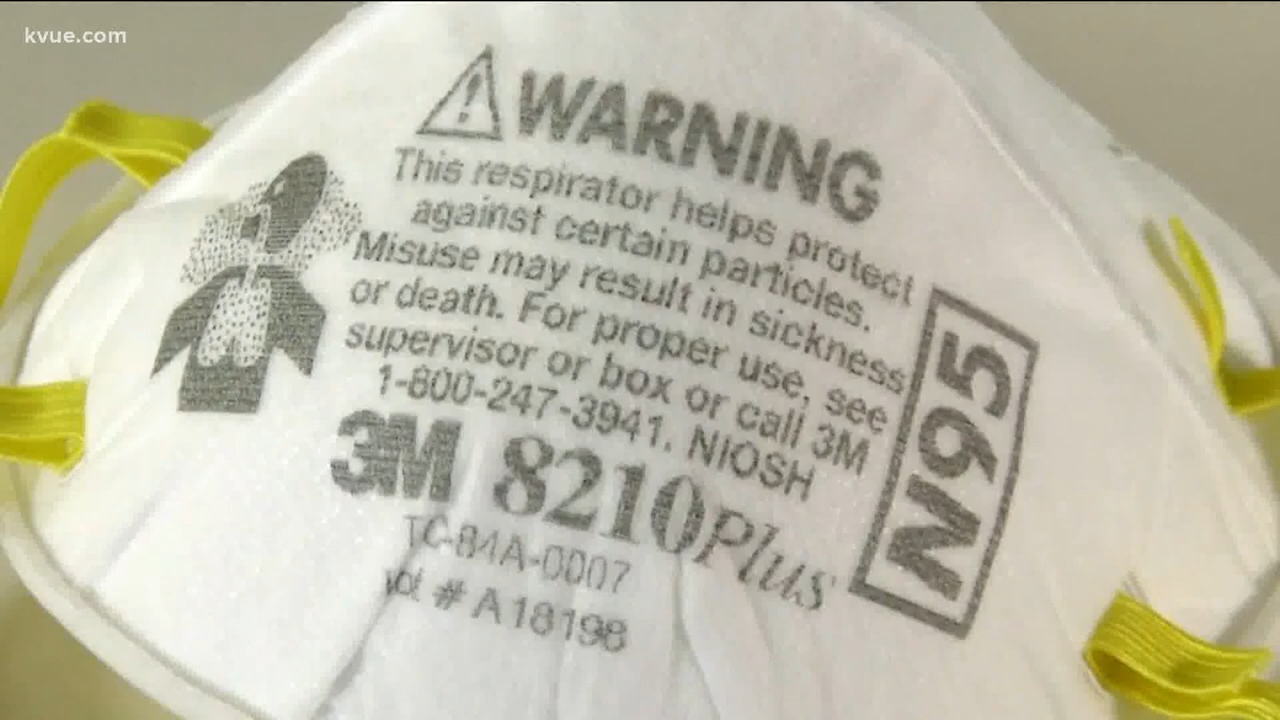 kvue.com
WARNING
This respirator helps protect
against certain particles.
Misuse may result in sickness
or death. For proper use, see
supervisor or box or call 3M
1-800-247-3941. NIOSH
3M 8210Plus
TC-84A-0007
Lot # A18198
N95